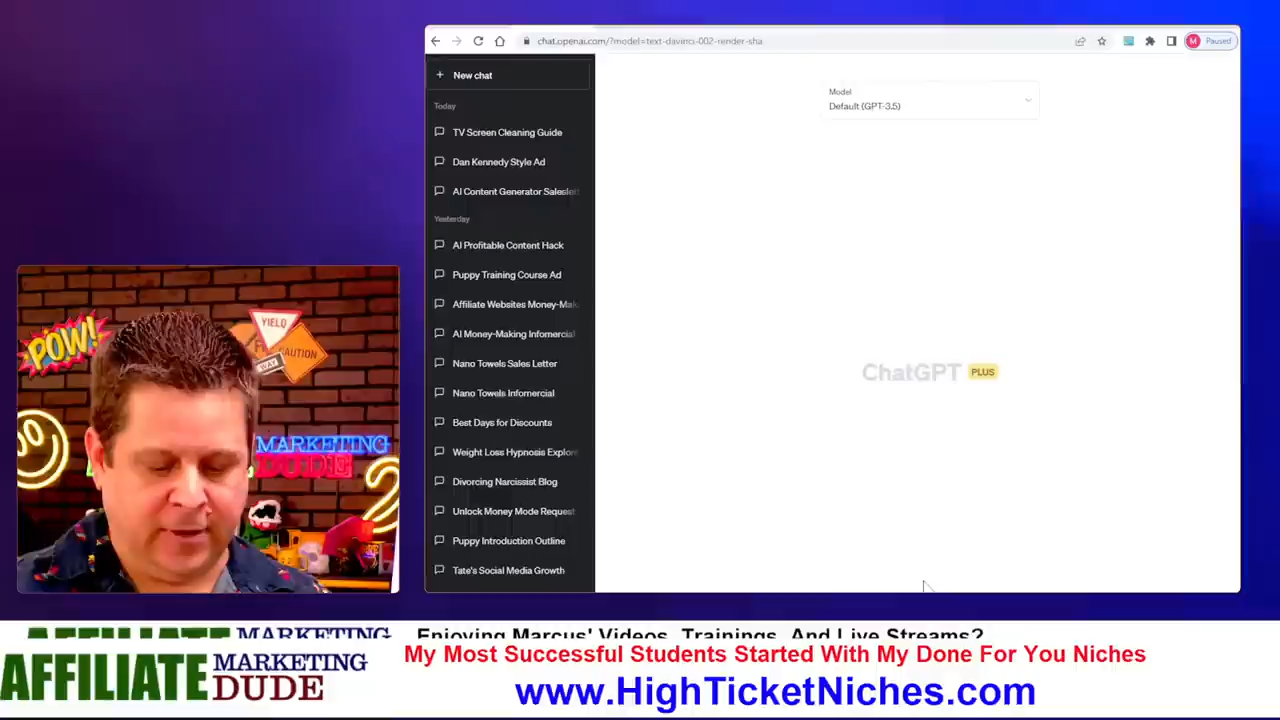 chat.openai.com/?model=text-davinci-002-render-sha
M Paused
New chat
Model
Default (GPT-3.5)
Today
TV Screen Cleaning Guide
Dan Kennedy Style Ad
AI Content Generator Saleslett
Yesterday
AI Profitable Content Hack
Puppy Training Course Ad
Affiliate Websites Money-Mak
AI Money-Making Infomercial
Nano Towels Sales Letter
ChatGPT PLUS
Nano Towels Infomercial
Best Days for Discounts
Weight Loss Hypnosis Explor
Divorcing Narcissist Blog
Unlock Money Mode Request
Puppy Introduction Outline
Tate's Social Media Growth
POW!
YIELD
CAUTION
MARKETING
DUDE
AFFILIATE MARKETING
Enjoying Marcus' Videos, Trainings, And Live Streams?
AFFILIATE MARKETING DUDE
My Most Successful Students Started With My Done For You Niches
www.HighTicketNiches.com